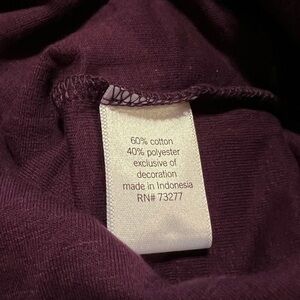 60% cotton
40% polyester
exclusive of
decoration
made in Indonesia
RN# 73277